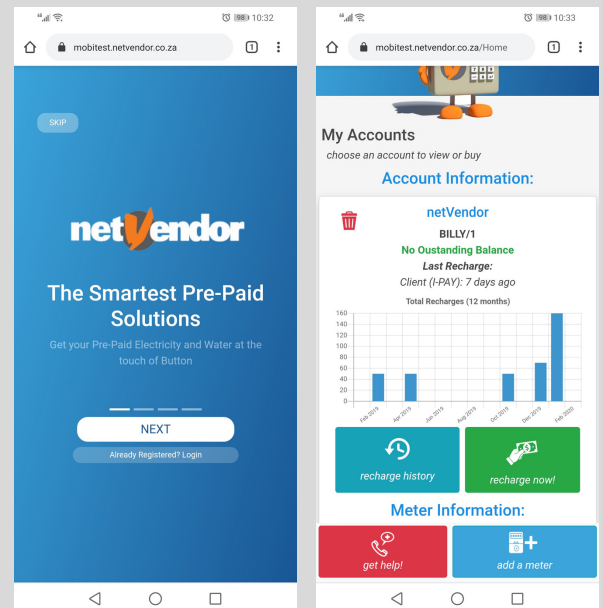 98 10:32
mobitest.netvendor.co.za
1
SKIP
netVendor
The Smartest Pre-Paid
Solutions
Get your Pre-Paid Electricity and Water at the
touch of Button
NEXT
Already Registered? Login
98 10:33
mobitest.netvendor.co.za/Home
1
My Accounts
choose an account to view or buy
Account Information:
netVendor
BILLY/1
No Oustanding Balance
Last Recharge:
Client (I-PAY): 7 days ago
Total Recharges (12 months)
160
140
120
100
80
60
40
20
0
Feb 2019
Apr 2019
Jun 2019
Aug 2019
Oct 2019
Dec 2019
Feb 2020
recharge history
recharge now!
Meter Information:
get help!
add a meter